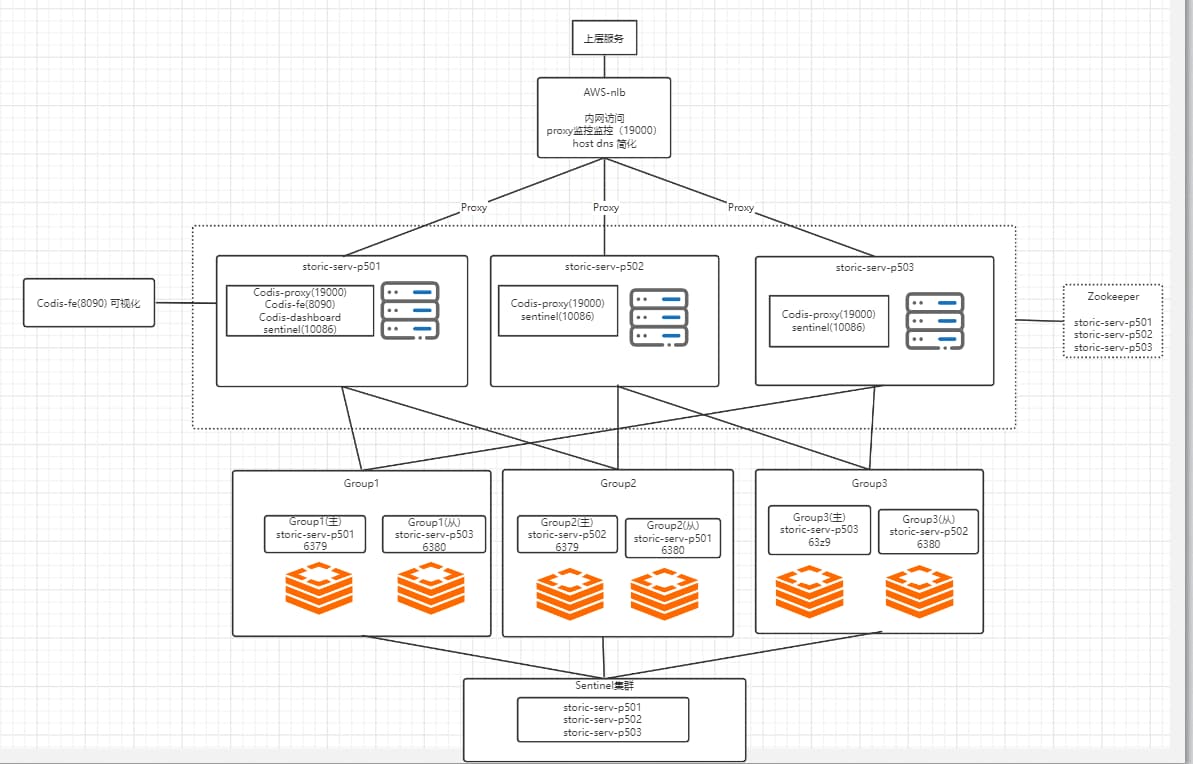 上层服务
AWS-nlb
内网访问
proxy监控监控（19000）
host dns 简化
Proxy
Proxy
Proxy
storic-serv-p501
Codis-proxy(19000)
Codis-fe(8090)
Codis-dashboard
sentinel(10086)
storic-serv-p502
Codis-proxy(19000)
sentinel(10086)
storic-serv-p503
Codis-proxy(19000)
sentinel(10086)
Codis-fe(8090) 可视化
Zookeeper
storic-serv-p501
storic-serv-p502
storic-serv-p503
Group1
Group1(主)
storic-serv-p501
6379
Group1(从)
storic-serv-p503
6380
Group2
Group2(主)
storic-serv-p502
6379
Group2(从)
storic-serv-p501
6380
Group3
Group3(主)
storic-serv-p503
63z9
Group3(从)
storic-serv-p502
6380
Sentinel集群
storic-serv-p501
storic-serv-p502
storic-serv-p503